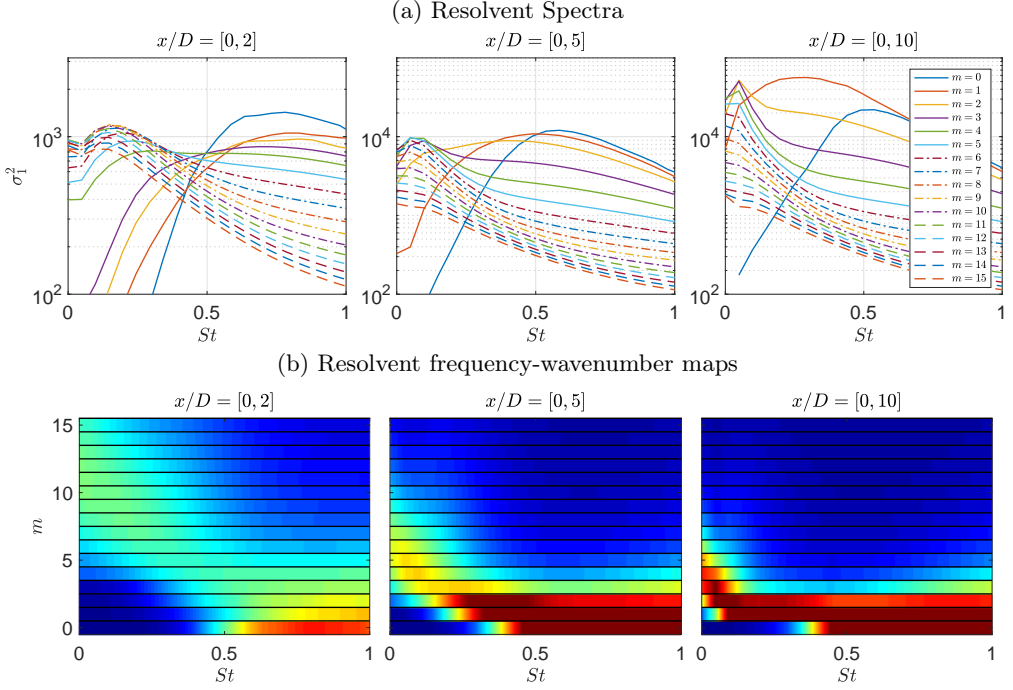 (a) Resolvent Spectra
x/D = [0, 2]
x/D = [0, 5]
x/D = [0, 10]
σ₁²
10³
10²
0
0.5
1
St
10⁴
10²
0
0.5
1
St
10⁴
10²
0
0.5
1
St
m = 0
m = 1
m = 2
m = 3
m = 4
m = 5
m = 6
m = 7
m = 8
m = 9
m = 10
m = 11
m = 12
m = 13
m = 14
m = 15
(b) Resolvent frequency-wavenumber maps
x/D = [0, 2]
x/D = [0, 5]
x/D = [0, 10]
m
15
10
5
0
0
0.5
1
St
0
0.5
1
St
0
0.5
1
St